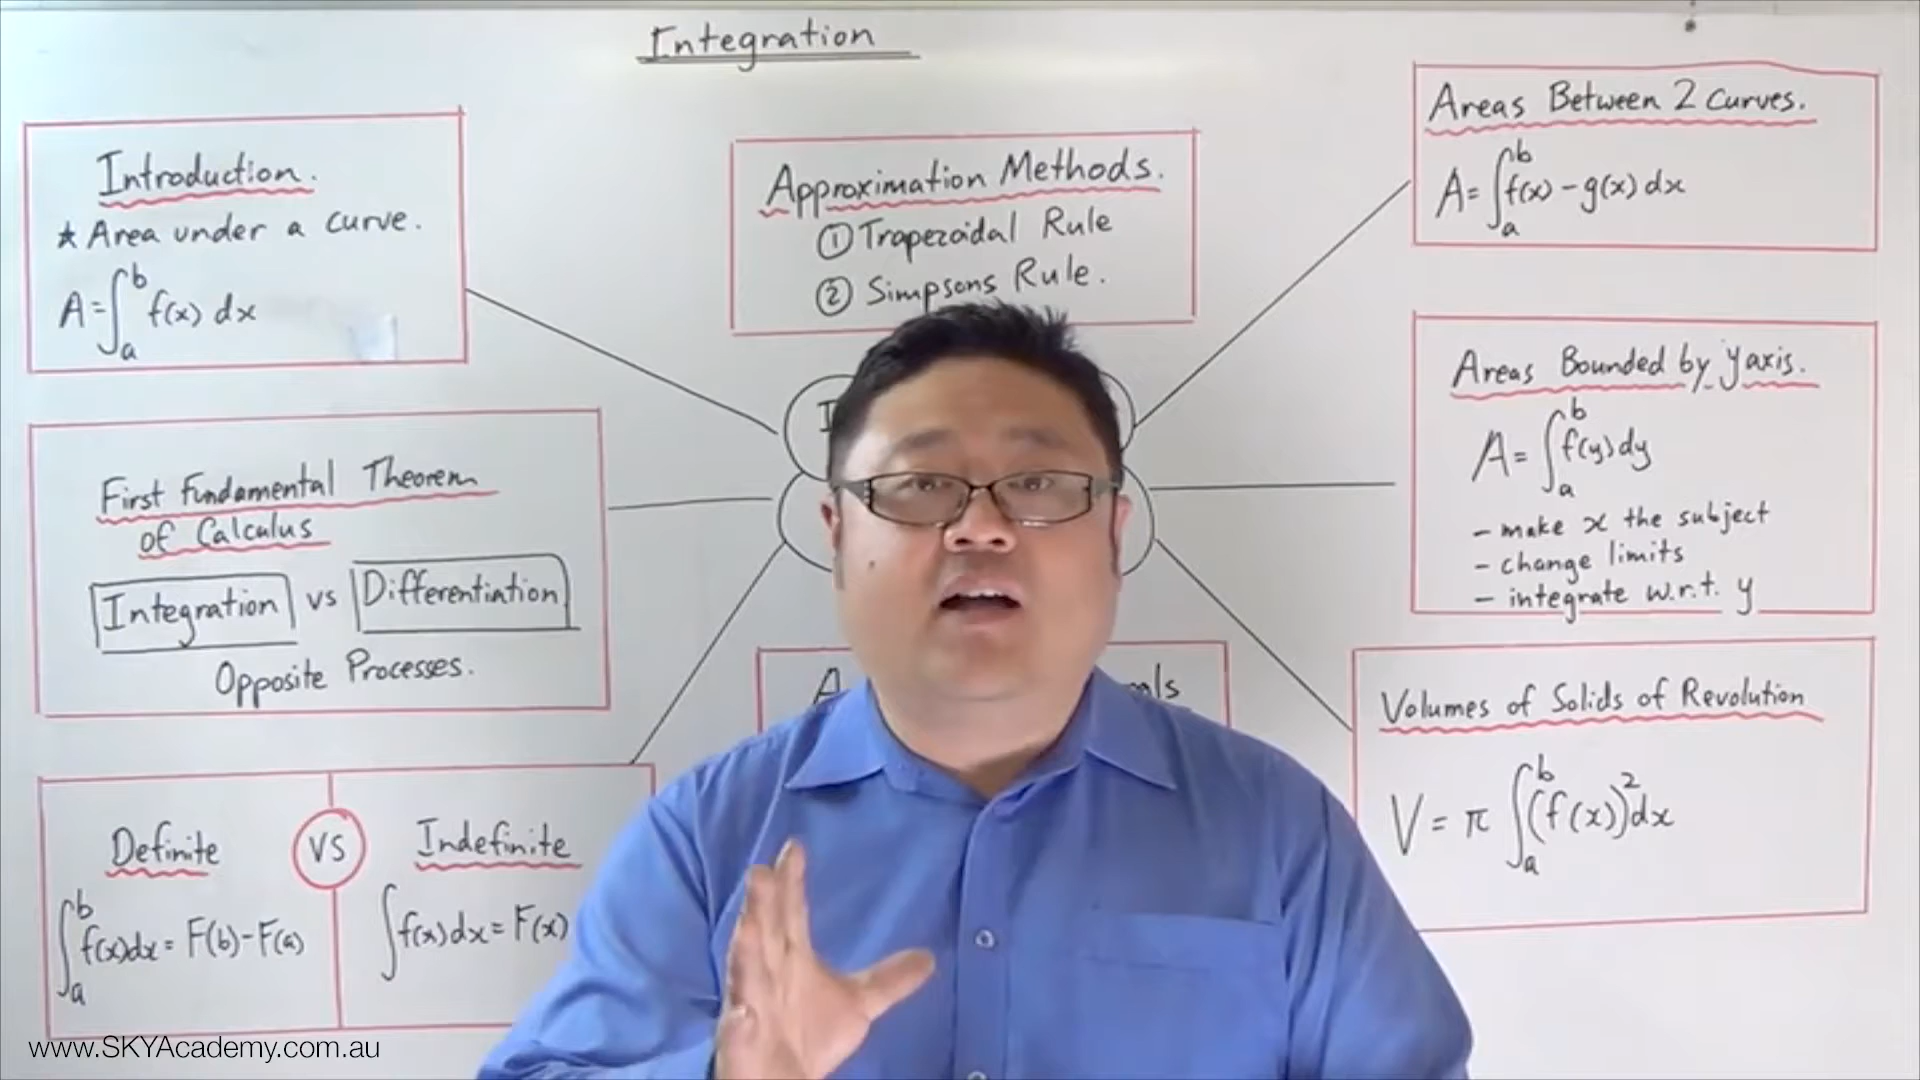 Integration
Introduction.
★ Area under a curve.
A = ∫_a^b f(x) dx
First Fundamental Theorem
of Calculus
Integration vs Differentiation
Opposite Processes.
Definite vs Indefinite
∫_a^b f(x)dx = F(b) - F(a)
∫ f(x) dx = F(x)
Approximation Methods.
① Trapezoidal Rule
② Simpsons Rule.
Areas Between 2 Curves.
A = ∫_a^b f(x) - g(x) dx
Areas Bounded by y axis.
A = ∫_a^b f(y) dy
- make x the subject
- change limits
- integrate w.r.t. y
Volumes of Solids of Revolution
V = π ∫_a^b (f(x))² dx
www.SKYAcademy.com.au